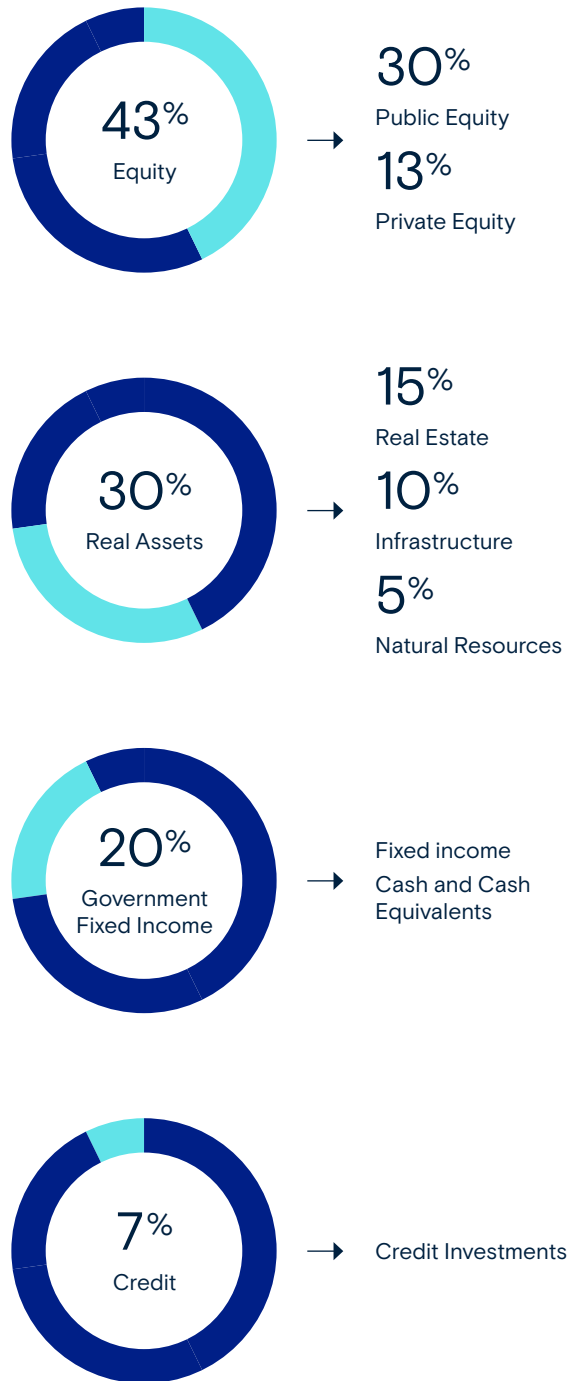 43%
Equity
30%
Public Equity
13%
Private Equity
30%
Real Assets
15%
Real Estate
10%
Infrastructure
5%
Natural Resources
20%
Government
Fixed Income
Fixed income
Cash and Cash
Equivalents
7%
Credit
Credit Investments